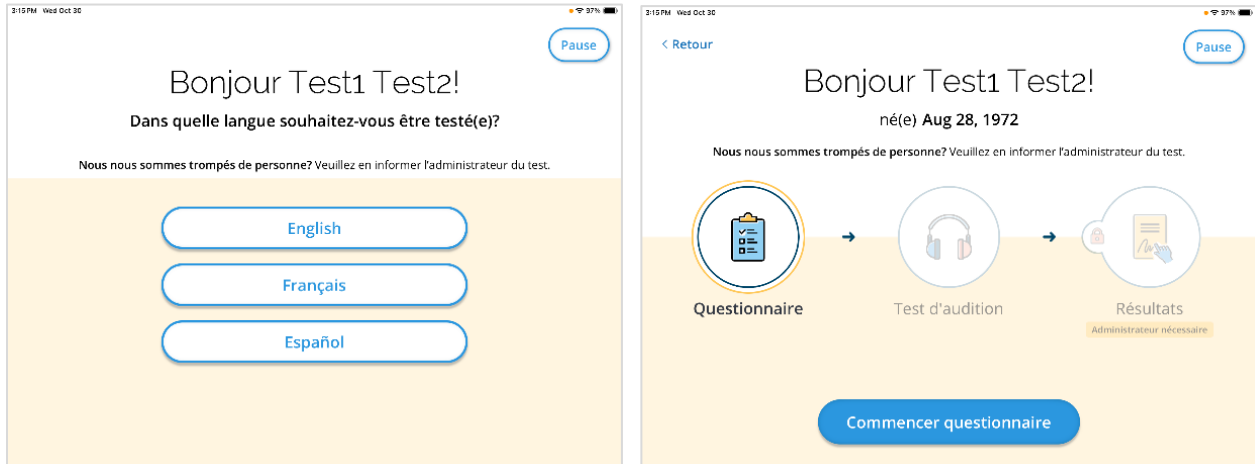 3:15 PM Wed Oct 30
97%
Pause
Bonjour Test1 Test2!
Dans quelle langue souhaitez-vous être testé(e)?
Nous nous sommes trompés de personne? Veuillez en informer l'administrateur du test.
English
Français
Español
3:15 PM Wed Oct 30
97%
< Retour
Pause
Bonjour Test1 Test2!
né(e) Aug 28, 1972
Nous nous sommes trompés de personne? Veuillez en informer l'administrateur du test.
Questionnaire
Test d'audition
Résultats
Administrateur nécessaire
Commencer questionnaire